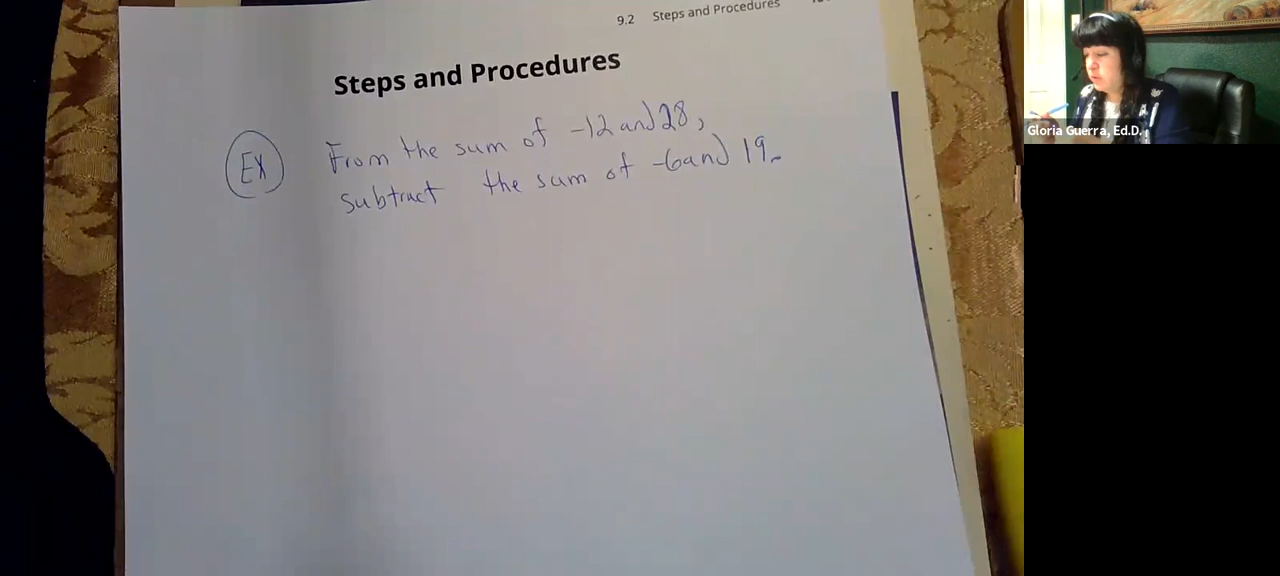 9.2 Steps and Procedures
Steps and Procedures
EX From the sum of -12 and 28,
subtract the sum of -6 and 19.
Gloria Guerra, Ed.D.